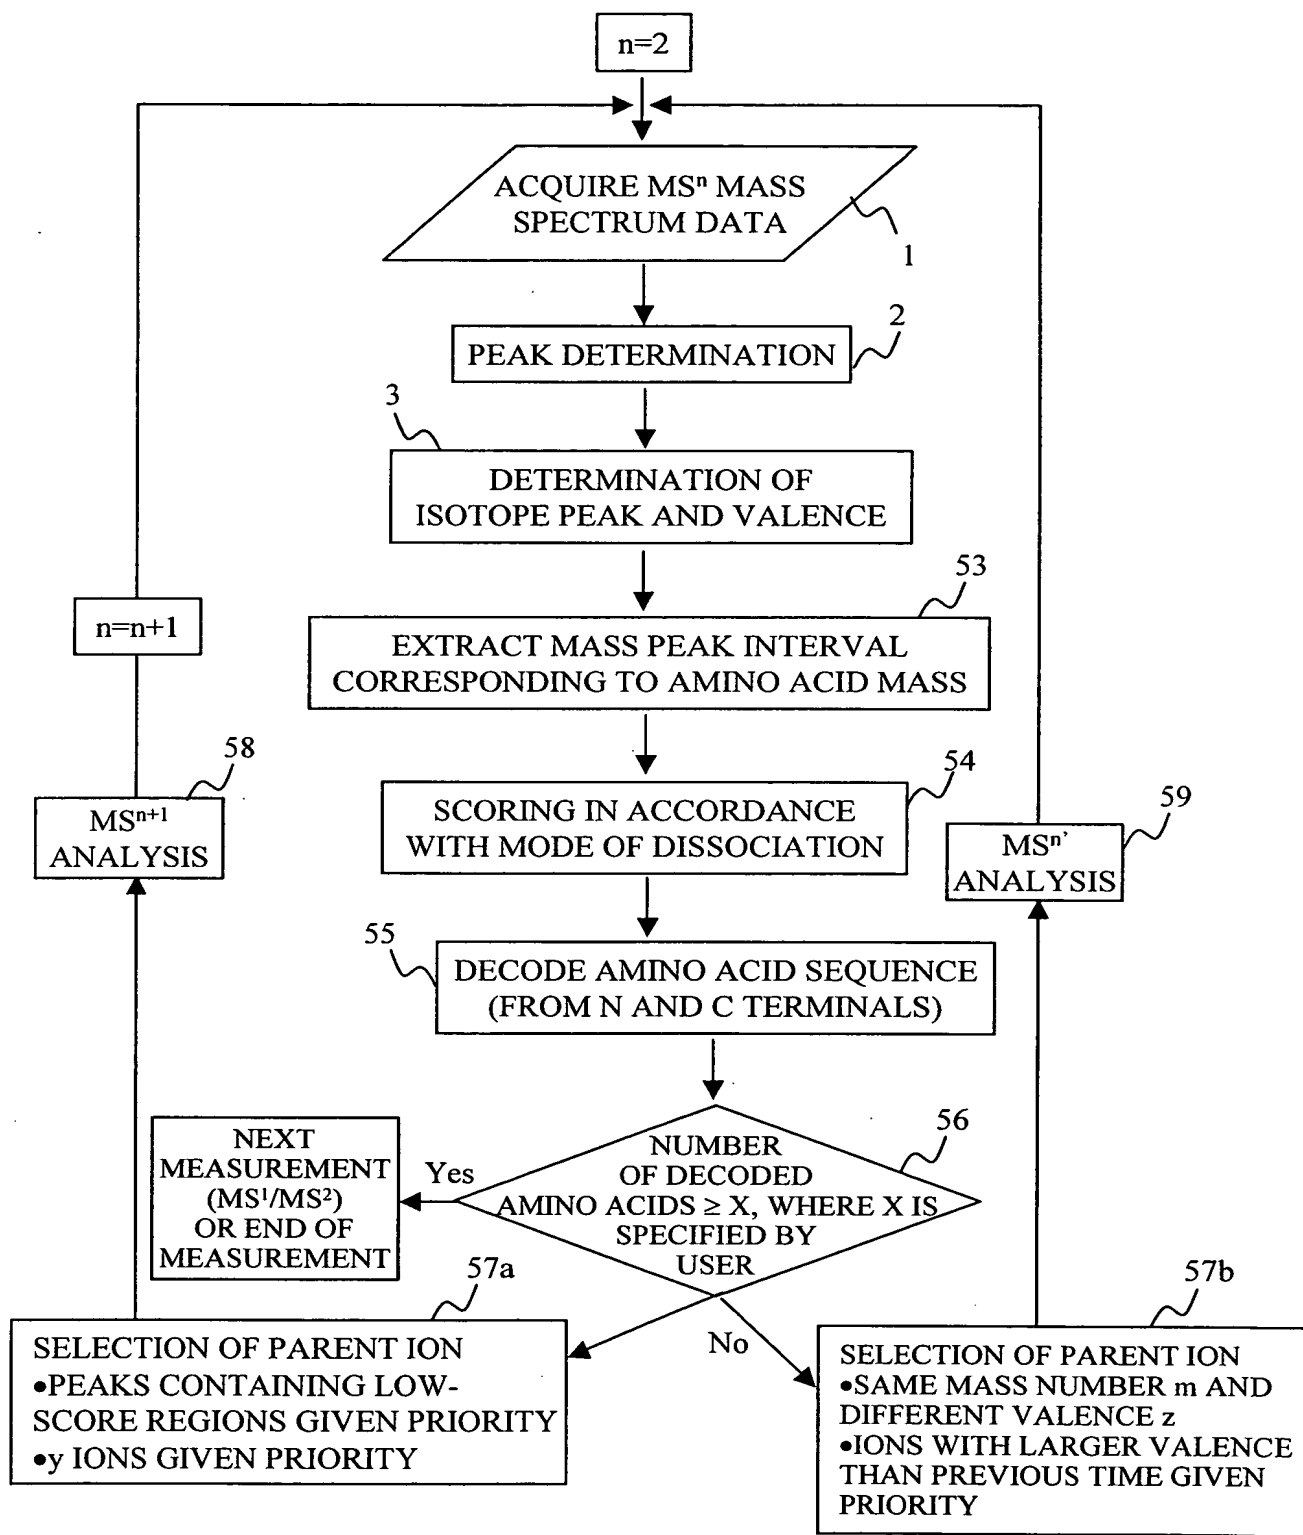 n=2
ACQUIRE MSⁿ MASS
SPECTRUM DATA
1
2
PEAK DETERMINATION
3
DETERMINATION OF
ISOTOPE PEAK AND VALENCE
53
n=n+1
EXTRACT MASS PEAK INTERVAL
CORRESPONDING TO AMINO ACID MASS
58
54
59
MSⁿ⁺¹
ANALYSIS
SCORING IN ACCORDANCE
WITH MODE OF DISSOCIATION
MSⁿ'
ANALYSIS
55
DECODE AMINO ACID SEQUENCE
(FROM N AND C TERMINALS)
56
NEXT
MEASUREMENT
(MS¹/MS²)
OR END OF
MEASUREMENT
Yes
NUMBER
OF DECODED
AMINO ACIDS ≥ X, WHERE X IS
SPECIFIED BY
USER
57a
57b
No
SELECTION OF PARENT ION
•PEAKS CONTAINING LOW-
SCORE REGIONS GIVEN PRIORITY
•y IONS GIVEN PRIORITY
SELECTION OF PARENT ION
•SAME MASS NUMBER m AND
DIFFERENT VALENCE z
•IONS WITH LARGER VALENCE
THAN PREVIOUS TIME GIVEN
PRIORITY